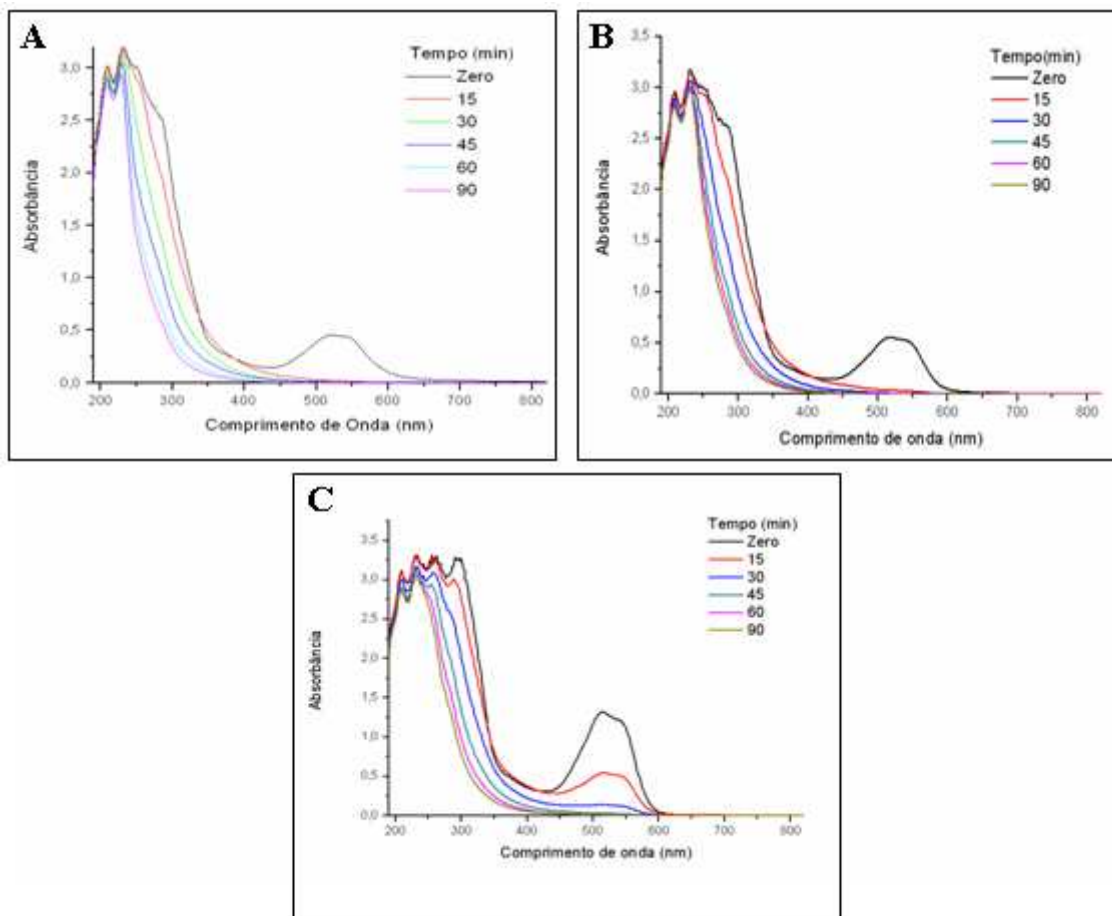 A
Tempo (min)
Zero
15
30
45
60
90
3,0
2,5
2,0
1,5
1,0
0,5
0,0
Absorbância
200 300 400 500 600 700 800
Comprimento de Onda (nm)
B
Tempo(min)
Zero
15
30
45
60
90
3,5
3,0
2,5
2,0
1,5
1,0
0,5
0,0
Absorbância
200 300 400 500 600 700 800
Comprimento de onda (nm)
C
Tempo (min)
Zero
15
30
45
60
90
3,5
3,0
2,5
2,0
1,5
1,0
0,5
0,0
Absorbância
200 300 400 500 600 700 800
Comprimento de onda (nm)